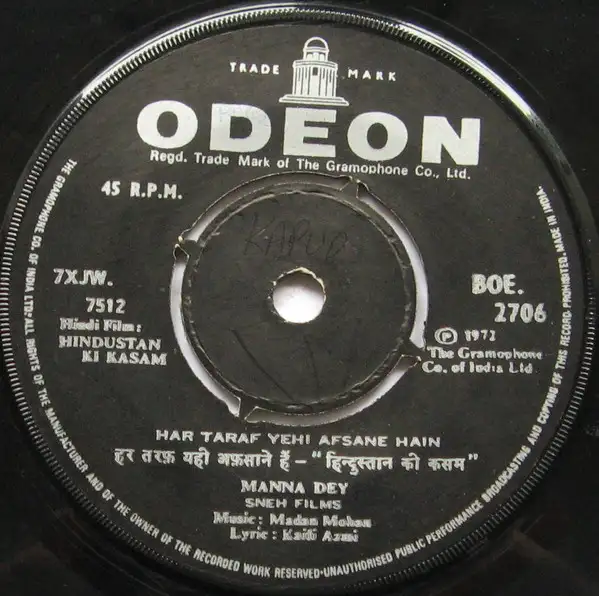 TRADE MARK
ODEON
Regd. Trade Mark of The Gramophone Co., Ltd.
45 R.P.M.
7XJW.
7512
Hindi Film:
HINDUSTAN
KI KASAM
BOE.
2706
Ⓟ 1972
The Gramophone
Co. of India Ltd
HAR TARAF YEHI AFSANE HAIN
हर तरफ़ यही अफ़साने हैं – "हिन्दुस्तान की कसम"
MANNA DEY
SNEH FILMS
Music: Madan Mohan
Lyric: Kaifi Azmi
THE GRAMOPHONE CO. OF INDIA LTD.-ALL RIGHTS OF THE MANUFACTURER AND OF THE OWNER OF THE RECORDED WORK RESERVED-UNAUTHORISED PUBLIC PERFORMANCE BROADCASTING AND COPYING OF THIS RECORD PROHIBITED. MADE IN INDIA.